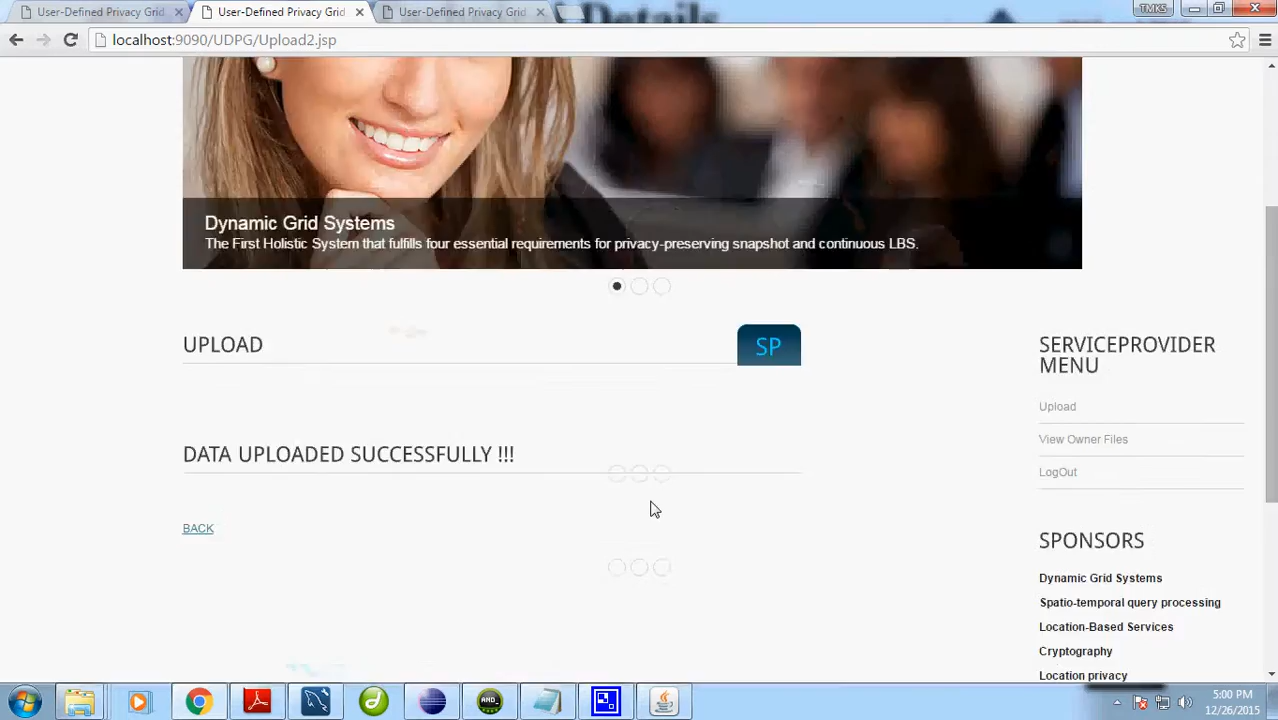 Details
User-Defined Privacy Grid
User-Defined Privacy Grid
User-Defined Privacy Grid
TMKS
localhost:9090/UDPG/Upload2.jsp
Dynamic Grid Systems
The First Holistic System that fulfills four essential requirements for privacy-preserving snapshot and continuous LBS.
UPLOAD
SP
DATA UPLOADED SUCCESSFULLY !!!
BACK
SERVICEPROVIDER
MENU
Upload
View Owner Files
LogOut
SPONSORS
Dynamic Grid Systems
Spatio-temporal query processing
Location-Based Services
Cryptography
Location privacy
5:00 PM
12/26/2015